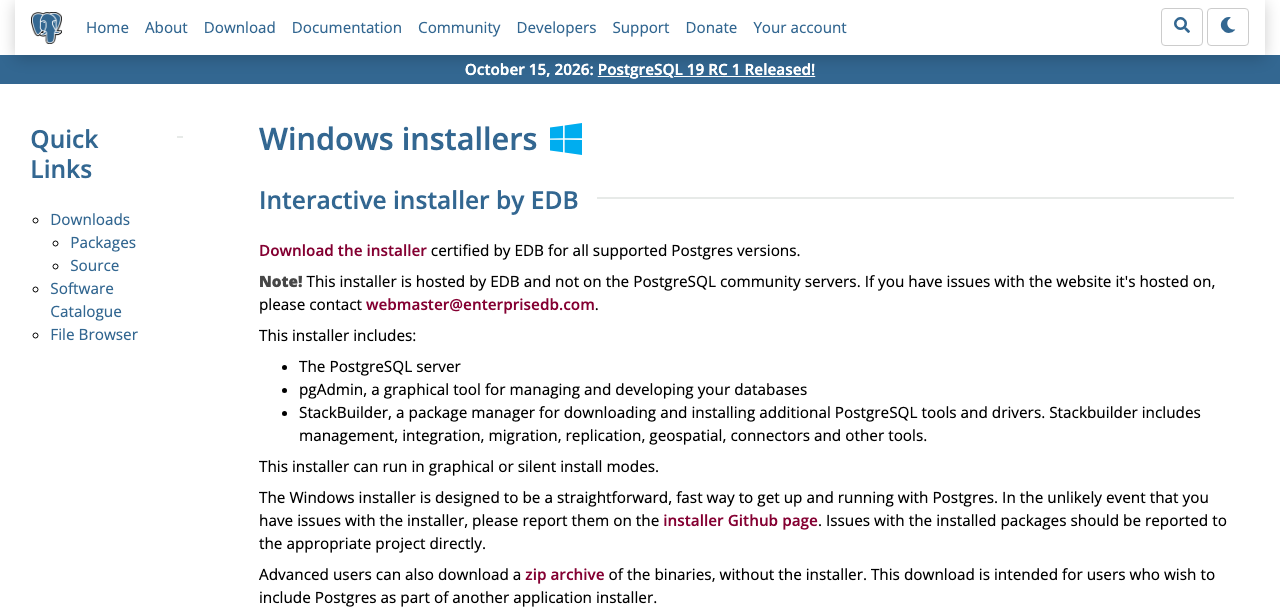 Home About Download Documentation Community Developers Support Donate Your account
October 15, 2026: PostgreSQL 19 RC 1 Released!
Quick
Links
Downloads
Packages
Source
Software
Catalogue
File Browser
Windows installers
Interactive installer by EDB
Download the installer certified by EDB for all supported Postgres versions.
Note! This installer is hosted by EDB and not on the PostgreSQL community servers. If you have issues with the website it's hosted on,
please contact webmaster@enterprisedb.com.
This installer includes:
The PostgreSQL server
pgAdmin, a graphical tool for managing and developing your databases
StackBuilder, a package manager for downloading and installing additional PostgreSQL tools and drivers. Stackbuilder includes
management, integration, migration, replication, geospatial, connectors and other tools.
This installer can run in graphical or silent install modes.
The Windows installer is designed to be a straightforward, fast way to get up and running with Postgres. In the unlikely event that you
have issues with the installer, please report them on the installer Github page. Issues with the installed packages should be reported to
the appropriate project directly.
Advanced users can also download a zip archive of the binaries, without the installer. This download is intended for users who wish to
include Postgres as part of another application installer.